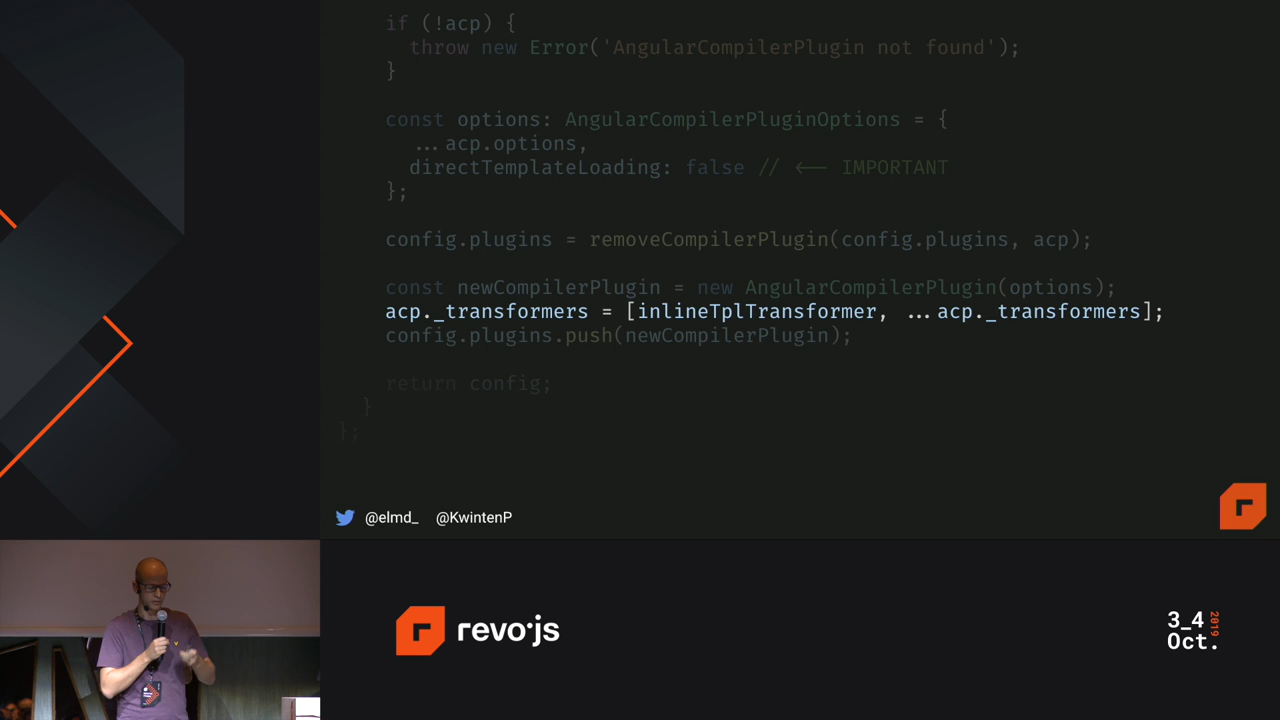 if (!acp) {
throw new Error('AngularCompilerPlugin not found');
}
const options: AngularCompilerPluginOptions = {
...acp.options,
directTemplateLoading: false // <-- IMPORTANT
};
config.plugins = removeCompilerPlugin(config.plugins, acp);
const newCompilerPlugin = new AngularCompilerPlugin(options);
acp._transformers = [inlineTplTransformer, ...acp._transformers];
config.plugins.push(newCompilerPlugin);
return config;
}
};
@elmd_ @KwintenP
r
r revo·js
3_4 2019
Oct.